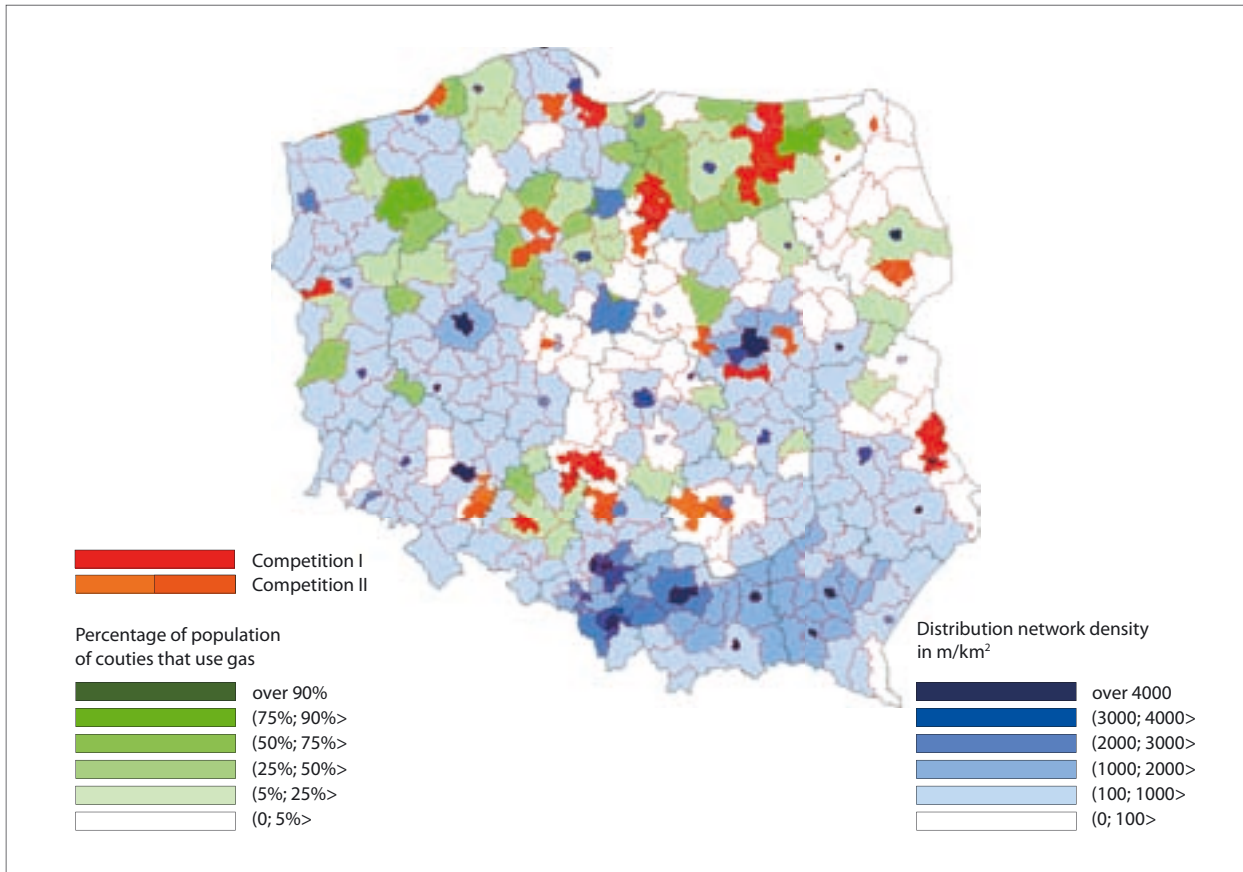 Competition I
Competition II
Percentage of population
of couties that use gas
over 90%
(75%; 90%>
(50%; 75%>
(25%; 50%>
(5%; 25%>
(0; 5%>
Distribution network density
in m/km²
over 4000
(3000; 4000>
(2000; 3000>
(1000; 2000>
(100; 1000>
(0; 100>